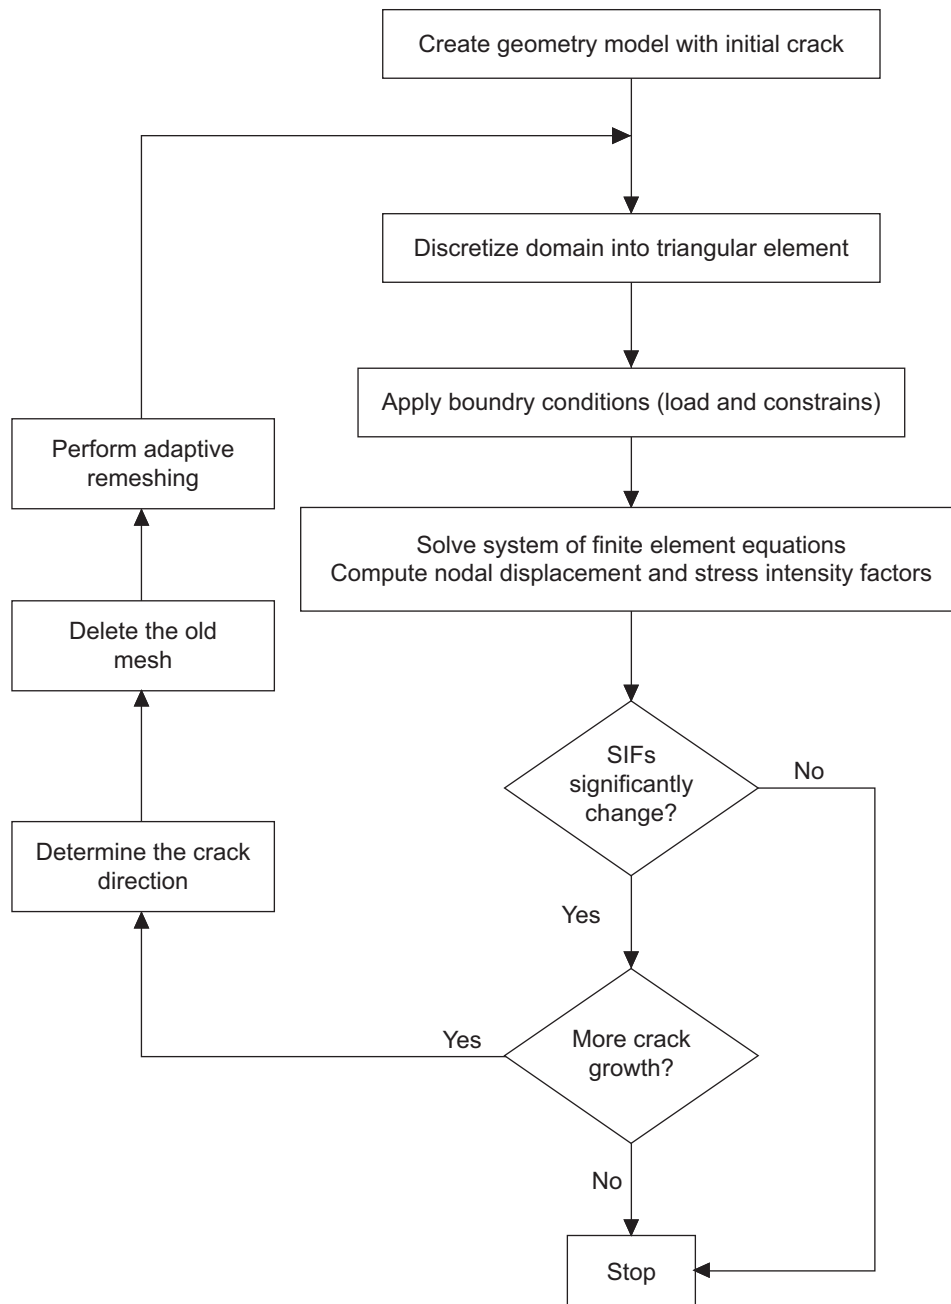 Create geometry model with initial crack
Discretize domain into triangular element
Apply boundry conditions (load and constrains)
Perform adaptive
remeshing
Solve system of finite element equations
Compute nodal displacement and stress intensity factors
Delete the old
mesh
SIFs
significantly
change?
No
Determine the crack
direction
Yes
Yes
More crack
growth?
No
Stop